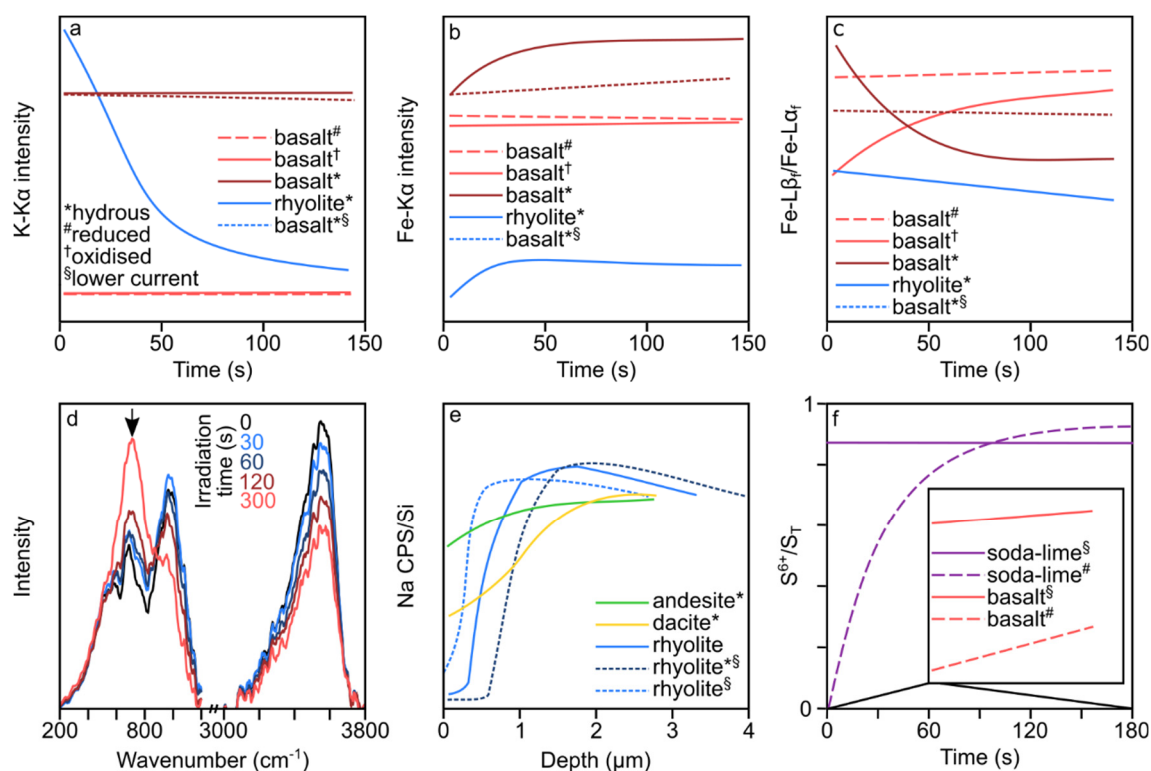 a
K-Kα intensity
basalt#
basalt†
basalt*
rhyolite*
basalt*§
*hydrous
#reduced
†oxidised
§lower current
0 50 100 150
Time (s)
b
Fe-Kα intensity
basalt#
basalt†
basalt*
rhyolite*
basalt*§
0 50 100 150
Time (s)
c
Fe-Lβf/Fe-Lαf
basalt#
basalt†
basalt*
rhyolite*
basalt*§
0 50 100 150
Time (s)
d
Intensity
Irradiation
time (s)
0
30
60
120
300
200 800 3000 3800
Wavenumber (cm-1)
e
Na CPS/Si
andesite*
dacite*
rhyolite
rhyolite*§
rhyolite§
0 1 2 3 4
Depth (μm)
f
S6+/ST
1
0
soda-lime§
soda-lime#
basalt§
basalt#
0 60 120 180
Time (s)